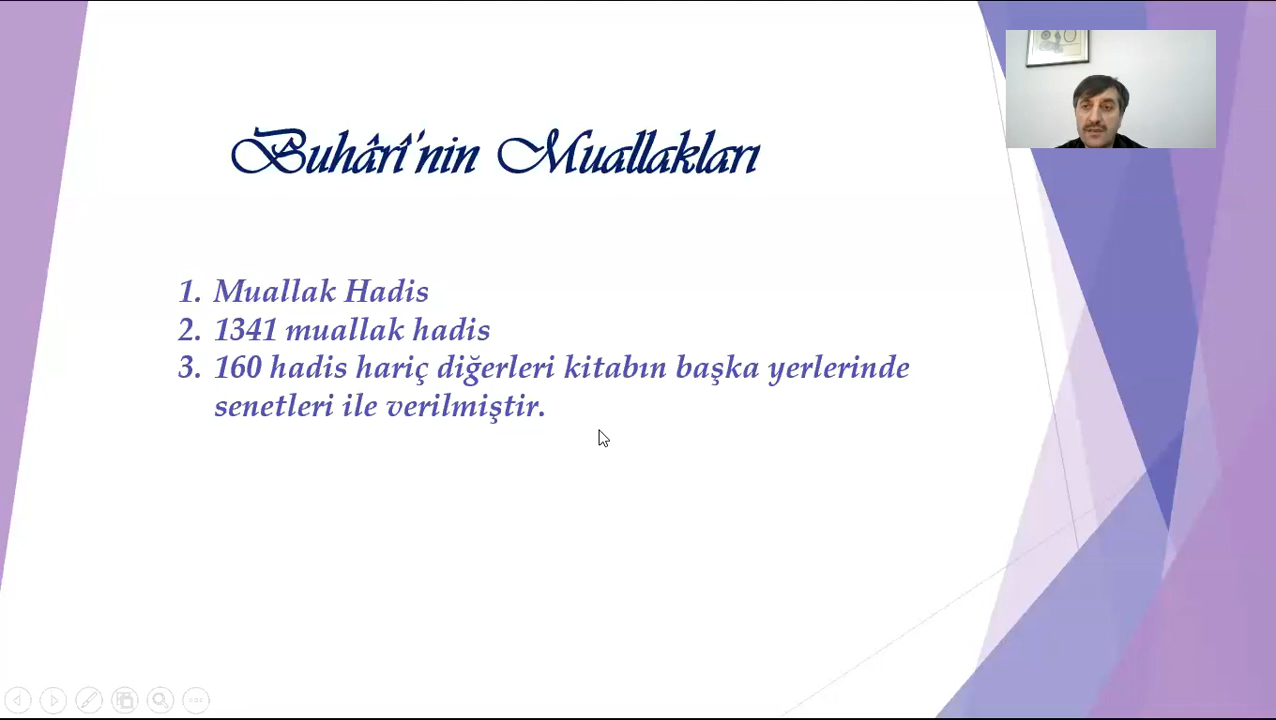 Buhârî'nin Muallakları
1. Muallak Hadis
2. 1341 muallak hadis
3. 160 hadis hariç diğerleri kitabın başka yerlerinde
senetleri ile verilmiştir.